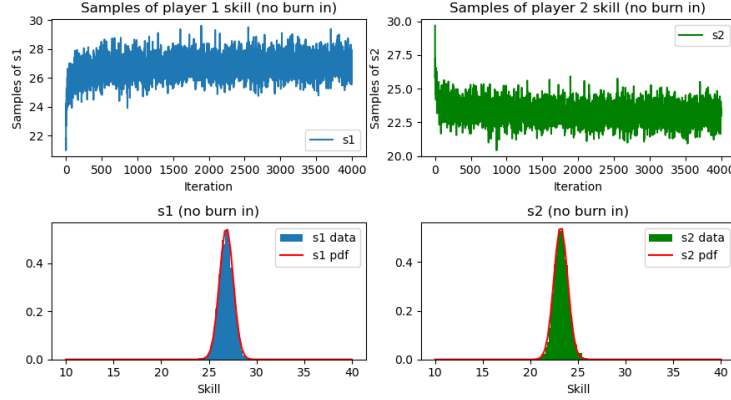 Samples of player 1 skill (no burn in)
Samples of s1
30
28
26
24
22
s1
0 500 1000 1500 2000 2500 3000 3500 4000
Iteration
Samples of player 2 skill (no burn in)
Samples of s2
30.0
27.5
25.0
22.5
20.0
s2
0 500 1000 1500 2000 2500 3000 3500 4000
Iteration
s1 (no burn in)
0.4
0.2
0.0
s1 data
s1 pdf
10 15 20 25 30 35 40
Skill
s2 (no burn in)
0.4
0.2
0.0
s2 data
s2 pdf
10 15 20 25 30 35 40
Skill